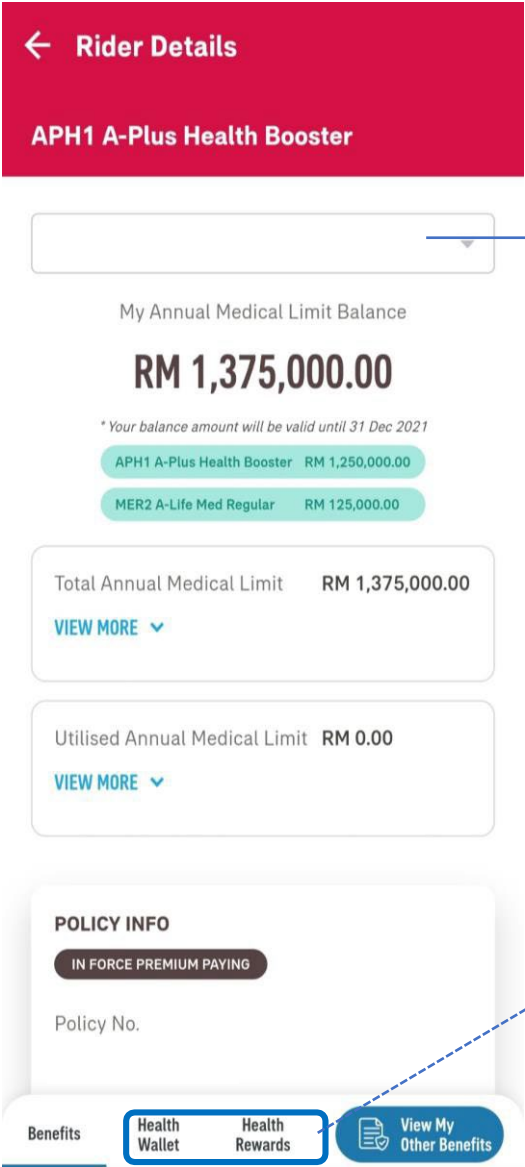 Rider Details
APH1 A-Plus Health Booster
My Annual Medical Limit Balance
RM 1,375,000.00
* Your balance amount will be valid until 31 Dec 2021
APH1 A-Plus Health Booster RM 1,250,000.00
MER2 A-Life Med Regular RM 125,000.00
Total Annual Medical Limit RM 1,375,000.00
VIEW MORE
Utilised Annual Medical Limit RM 0.00
VIEW MORE
POLICY INFO
IN FORCE PREMIUM PAYING
Policy No.
Benefits
Health
Wallet
Health
Rewards
View My
Other Benefits